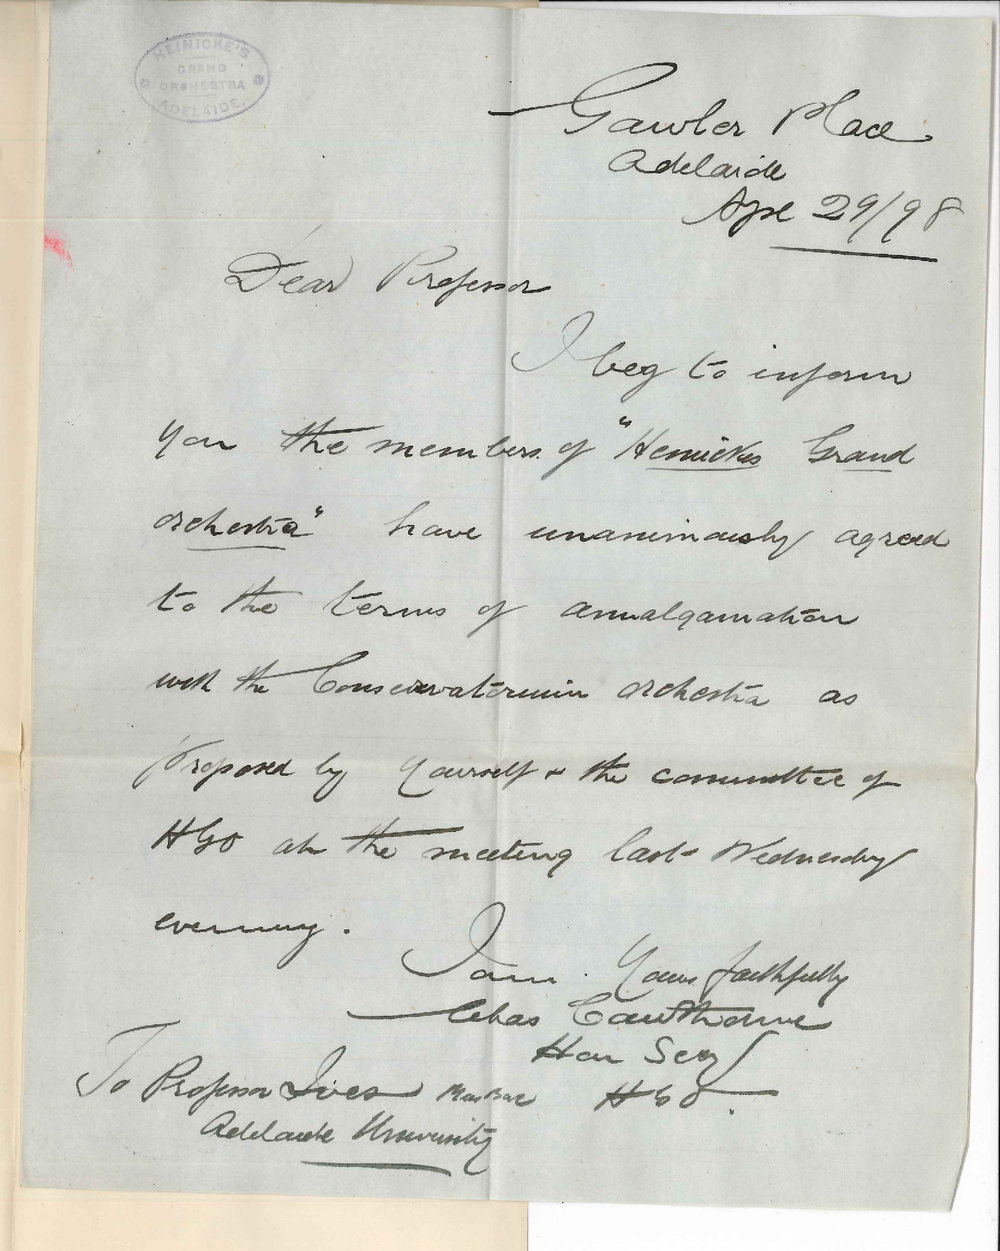 HEINICKE'S
GRAND
ORCHESTRA
ADELAIDE.
Gawler Place
Adelaide
Apl 29/98
Dear Professor
I beg to inform
you the members of "Heinickes Grand
orchestra" have unanimously agreed
to the terms of amalgamation
with the Conservatorium orchestra as
proposed by yourself & the committee of
HGO at the meeting last Wednesday
evening.
I am. Yours faithfully
Chas Cawthorne
Hon Secy
HGO.
To Professor Ives Mus Bac
Adelaide University